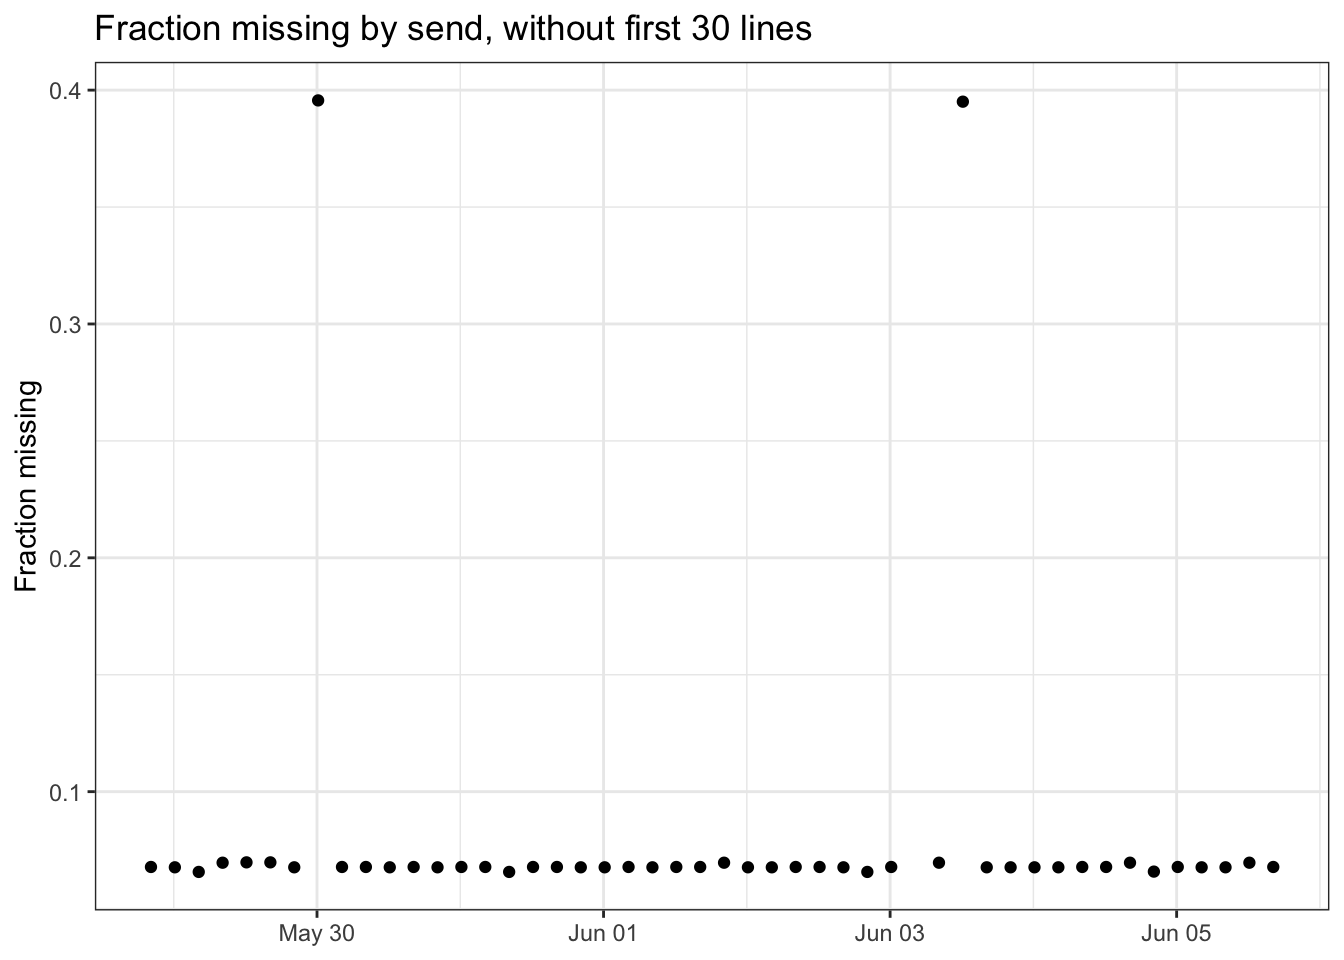 Fraction missing by send, without first 30 lines
Fraction missing
0.4
0.3
0.2
0.1
May 30
Jun 01
Jun 03
Jun 05